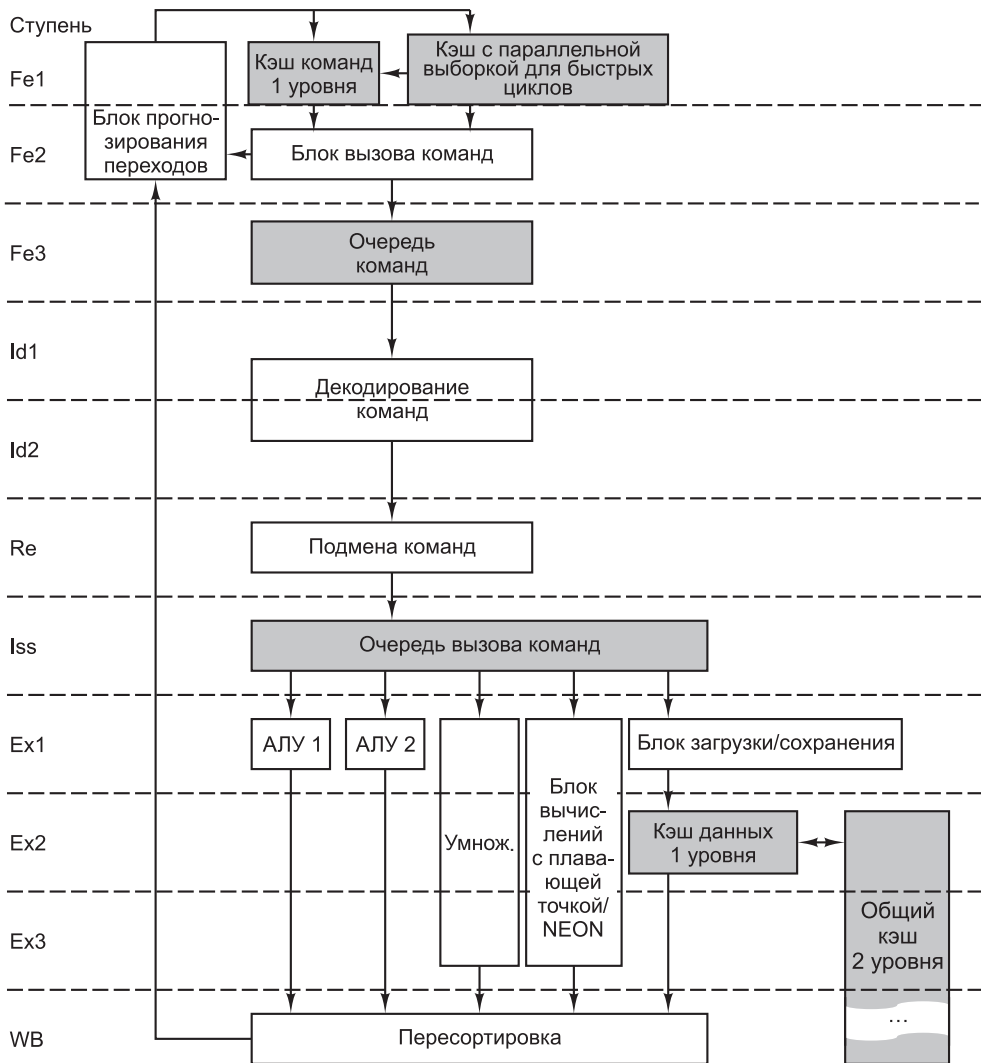 Ступень
Fe1
Кэш команд
1 уровня
Кэш с параллельной
выборкой для быстрых
циклов
Блок прогно-
зирования
переходов
Fe2
Блок вызова команд
Fe3
Очередь
команд
Id1
Декодирование
команд
Id2
Re
Подмена команд
Iss
Очередь вызова команд
Ex1
АЛУ 1
АЛУ 2
Умнож.
Блок
вычис-
лений
с плава-
ющей
точкой/
NEON
Блок загрузки/сохранения
Ex2
Кэш данных
1 уровня
Ex3
Общий
кэш
2 уровня
...
WB
Пересортировка